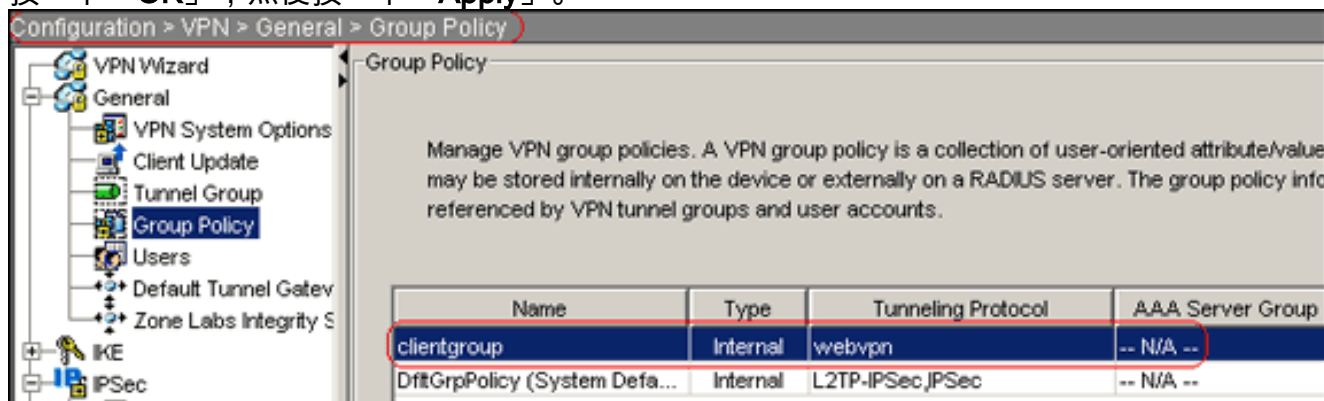 Configuration > VPN > General > Group Policy
VPN Wizard
General
VPN System Options
Client Update
Tunnel Group
Group Policy
Users
Default Tunnel Gatew
Zone Labs Integrity S
IKE
IPSec
Group Policy
Manage VPN group policies. A VPN group policy is a collection of user-oriented attribute/value
may be stored internally on the device or externally on a RADIUS server. The group policy info
referenced by VPN tunnel groups and user accounts.
Name Type Tunneling Protocol AAA Server Group
clientgroup Internal webvpn -- N/A --
DfltGrpPolicy (System Defa... Internal L2TP-IPSec,IPSec -- N/A --